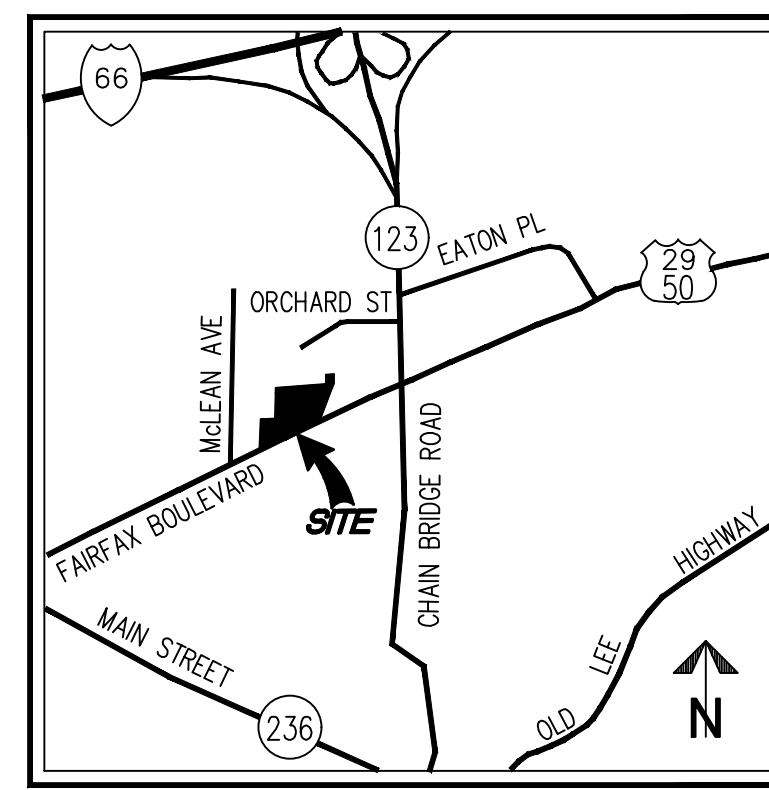 66
123
EATON PL
29
50
ORCHARD ST
McLEAN AVE
CHAIN BRIDGE ROAD
FAIRFAX BOULEVARD
SITE
HIGHWAY
LEE
OLD
MAIN STREET
236
N